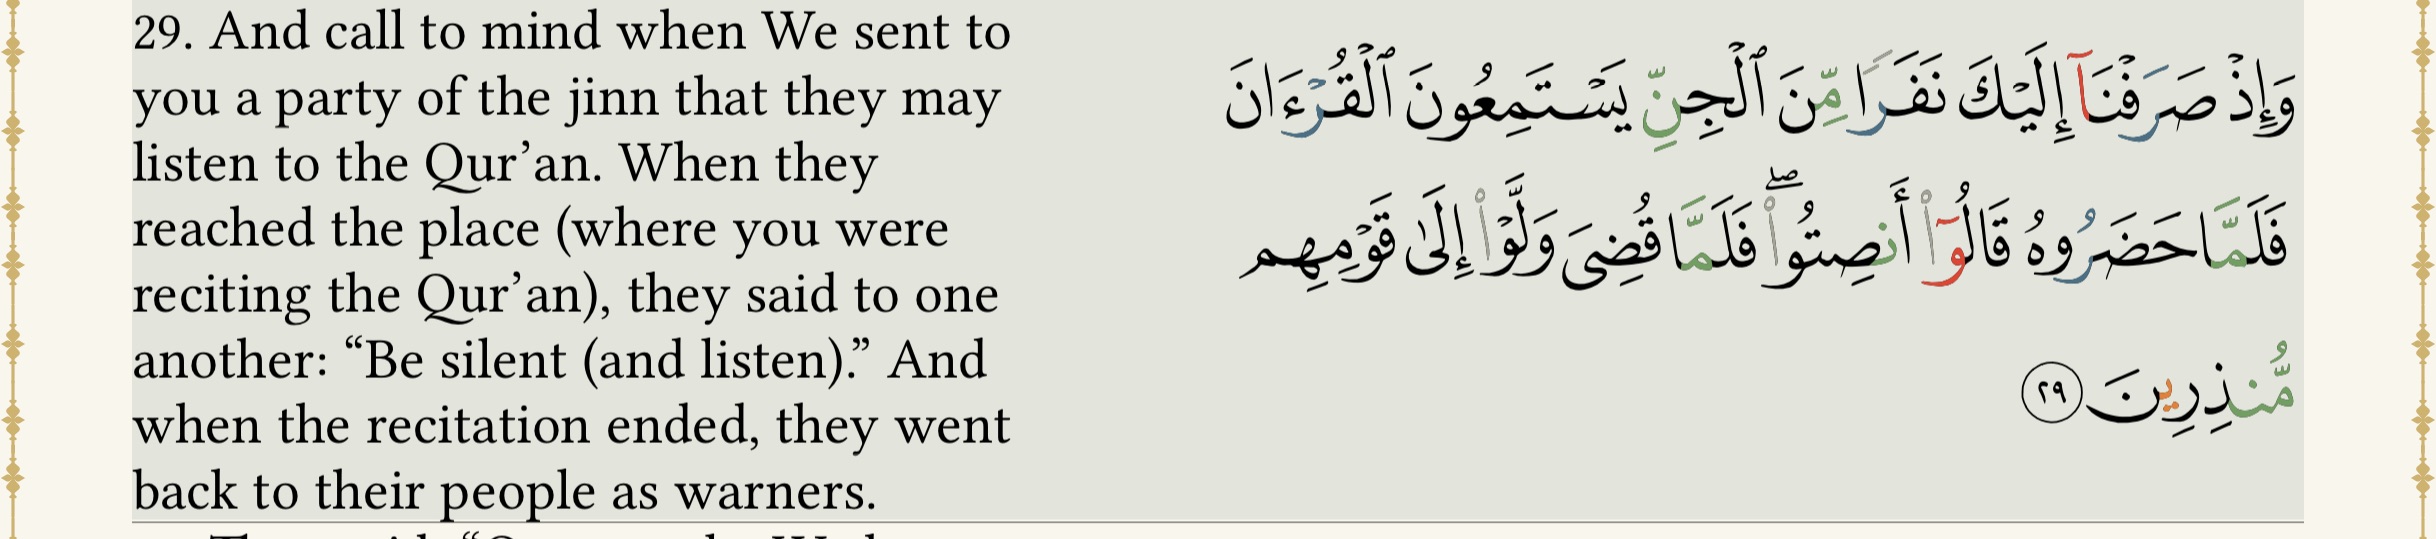 29. And call to mind when We sent to
you a party of the jinn that they may
listen to the Qur’an. When they
reached the place (where you were
reciting the Qur’an), they said to one
another: “Be silent (and listen).” And
when the recitation ended, they went
back to their people as warners.
وَإِذْ صَرَفْنَآ إِلَيْكَ نَفَرًا مِّنَ ٱلْجِنِّ يَسْتَمِعُونَ ٱلْقُرْءَانَ
فَلَمَّا حَضَرُوهُ قَالُوٓا۟ أَنصِتُوا۟ ۖ فَلَمَّا قُضِىَ وَلَّوْا۟ إِلَىٰ قَوْمِهِم
مُّنذِرِينَ ٢٩